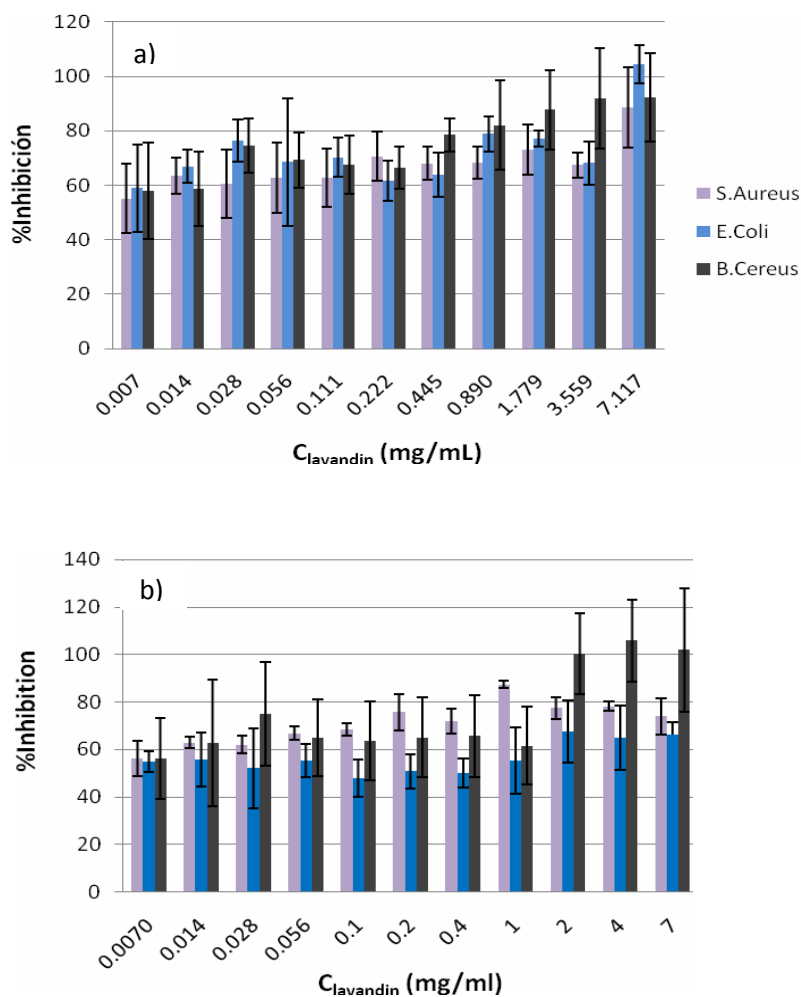 a)
120
100
80
60
40
20
0
%Inhibición
0.007 0.014 0.028 0.056 0.111 0.222 0.445 0.890 1.779 3.559 7.117
Clavandin (mg/mL)
S.Aureus
E.Coli
B.Cereus
b)
140
120
100
80
60
40
20
0
%Inhibition
0.0070 0.014 0.028 0.056 0.1 0.2 0.4 1 2 4 7
Clavandin (mg/ml)